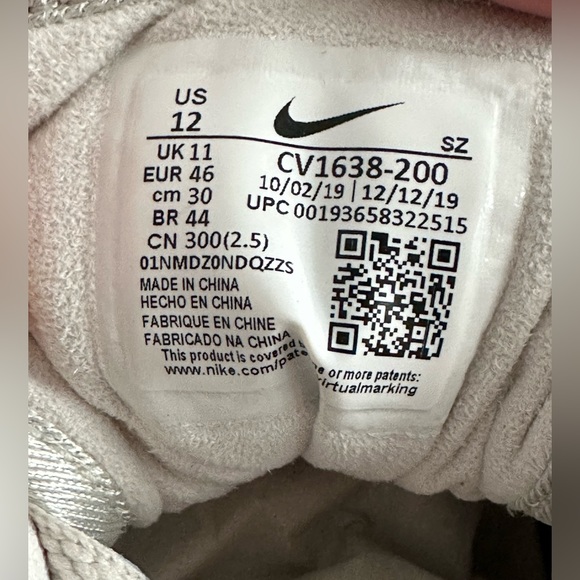 US
12
SZ
UK 11
EUR 46
cm 30
BR 44
CN 300(2.5)
CV1638-200
10/02/19 | 12/12/19
UPC 00193658322515
01NMDZ0NDQZZS
MADE IN CHINA
HECHO EN CHINA
FABRIQUE EN CHINE
FABRICADO NA CHINA
This product is covered or more patents:
www.nike.com/pate irtualmarking